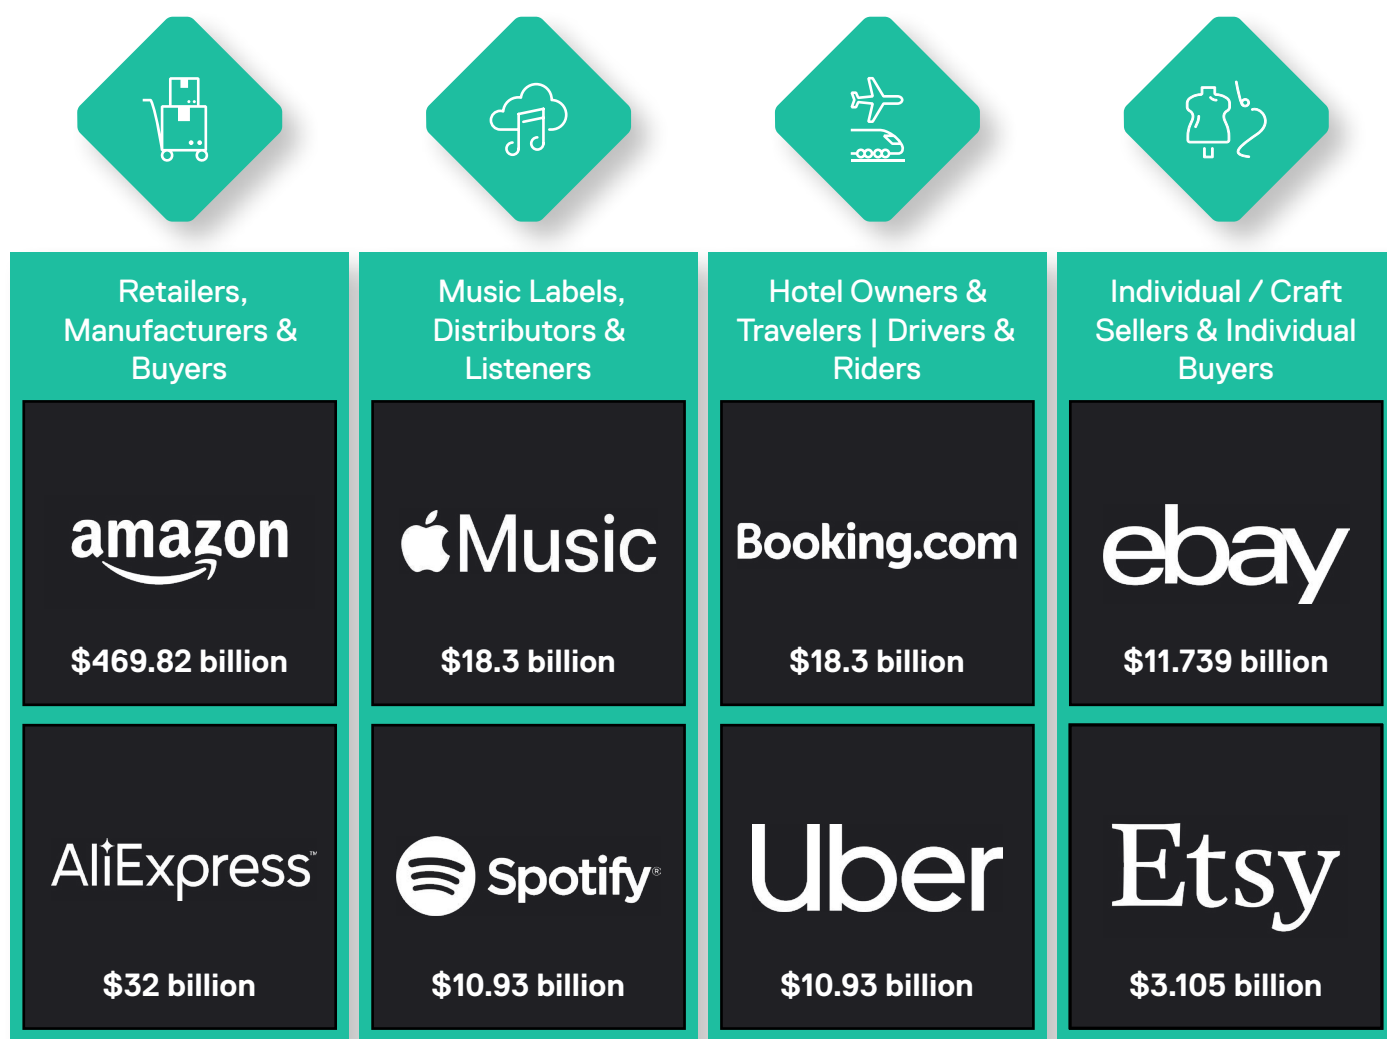 Retailers,
Manufacturers &
Buyers
amazon
$469.82 billion
AliExpress™
$32 billion
Music Labels,
Distributors &
Listeners
Music
$18.3 billion
Spotify®
$10.93 billion
Hotel Owners &
Travelers | Drivers &
Riders
Booking.com
$18.3 billion
Uber
$10.93 billion
Individual / Craft
Sellers & Individual
Buyers
ebay
$11.739 billion
Etsy
$3.105 billion